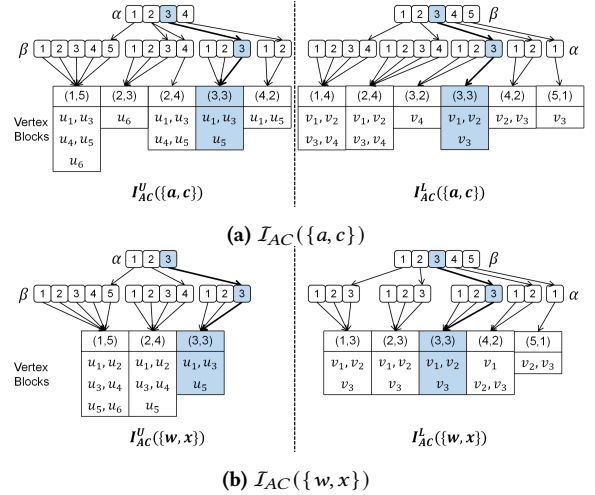 α 1 2 3 4
1 2 3 4 5 β
β 1 2 3 4 5 1 2 3 1 2 3 4 1 2 3 1 2
1 2 3 4 1 2 3 4 1 2 3 1 2 1 α
(1,5) (2,3) (2,4) (3,3) (4,2)
(1,4) (2,4) (3,2) (3,3) (4,2) (5,1)
Vertex Blocks
u₁, u₃ u₆ u₁, u₃ u₁, u₃ u₁, u₅
u₄, u₅ u₄, u₅ u₅
u₆
v₁, v₂ v₁, v₂ v₄ v₁, v₂ v₂, v₃ v₃
v₃, v₄ v₃, v₄ v₃
I^U_AC({a, c})
I^L_AC({a, c})
(a) I_AC({a, c})
α 1 2 3
1 2 3 4 5 β
β 1 2 3 4 5 1 2 3 4 1 2 3
1 2 3 1 2 3 1 2 3 1 2 1 α
(1,5) (2,4) (3,3)
(1,3) (2,3) (3,3) (4,2) (5,1)
Vertex Blocks
u₁, u₂ u₁, u₂ u₁, u₃
u₃, u₄ u₃, u₄ u₅
u₅, u₆ u₅
v₁, v₂ v₁, v₂ v₁, v₂ v₁ v₂, v₃
v₃ v₃ v₃ v₂, v₃
I^U_AC({w, x})
I^L_AC({w, x})
(b) I_AC({w, x})